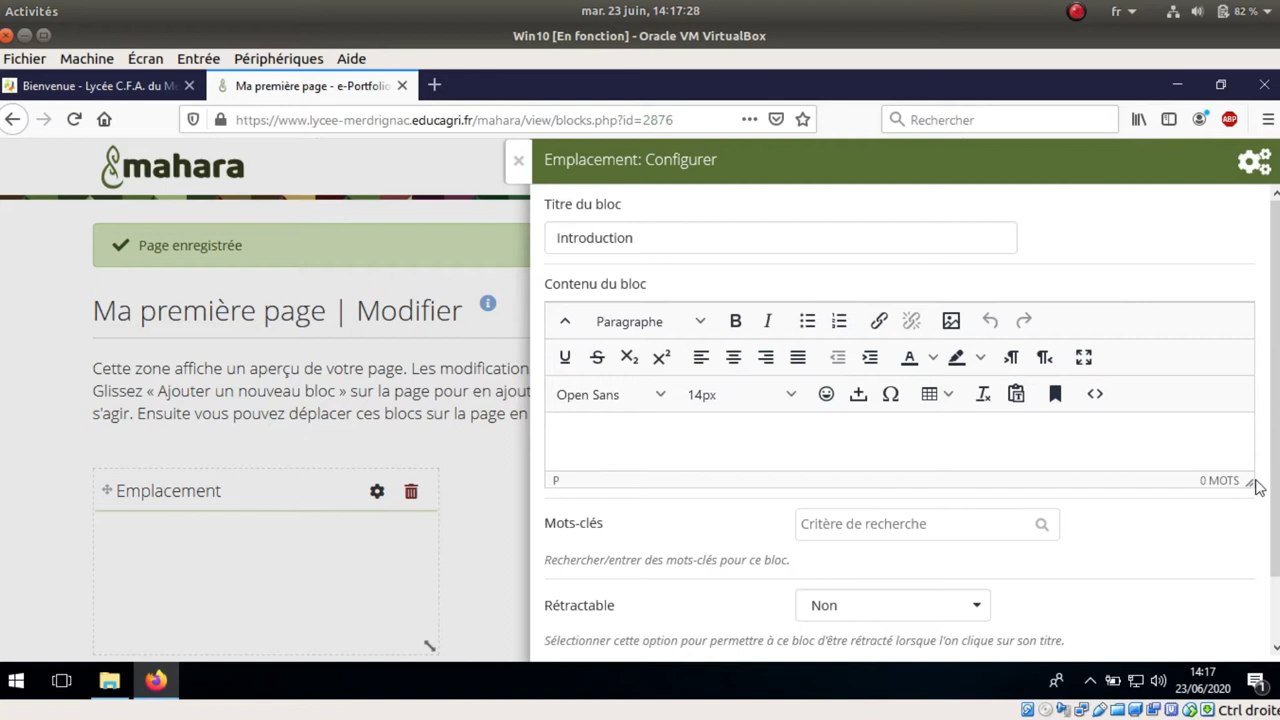 Activités
mar. 23 juin, 14:17:28
fr
82 %
Win10 [En fonction] - Oracle VM VirtualBox
Fichier Machine Écran Entrée Périphériques Aide
Bienvenue - Lycée C.F.A. du Me
Ma première page - e-Portfolio
https://www.lycee-merdrignac.educagri.fr/mahara/view/blocks.php?id=2876
Rechercher
ABP
mahara
Emplacement: Configurer
Titre du bloc
Introduction
Page enregistrée
Contenu du bloc
Ma première page | Modifier
Paragraphe
B I
U S X2 X2
Open Sans
14px
Cette zone affiche un aperçu de votre page. Les modification
Glissez « Ajouter un nouveau bloc » sur la page pour en ajout
s'agir. Ensuite vous pouvez déplacer ces blocs sur la page en
P
0 MOTS
Emplacement
Mots-clés
Critère de recherche
Rechercher/entrer des mots-clés pour ce bloc.
Rétractable
Non
Sélectionner cette option pour permettre à ce bloc d'être rétracté lorsque l'on clique sur son titre.
14:17
23/06/2020
1
Ctrl droite